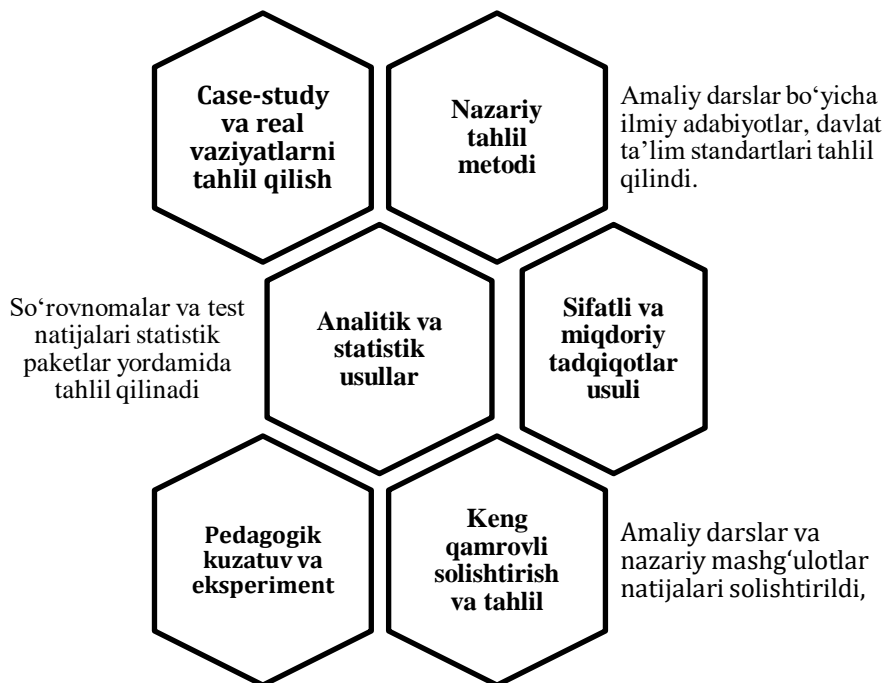 Case-study
va real
vaziyatlarni
tahlil qilish
Nazariy
tahlil
metodi
Amaliy darslar bo‘yicha
ilmiy adabiyotlar, davlat
ta’lim standartlari tahlil
qilindi.
So‘rovnomalar va test
natijalari statistik
paketlar yordamida
tahlil qilinadi
Analitik va
statistik
usullar
Sifatli va
miqdoriy
tadqiqotlar
usuli
Pedagogik
kuzatuv va
eksperiment
Keng
qamrovli
solishtirish
va tahlil
Amaliy darslar va
nazariy mashg‘ulotlar
natijalari solishtirildi,